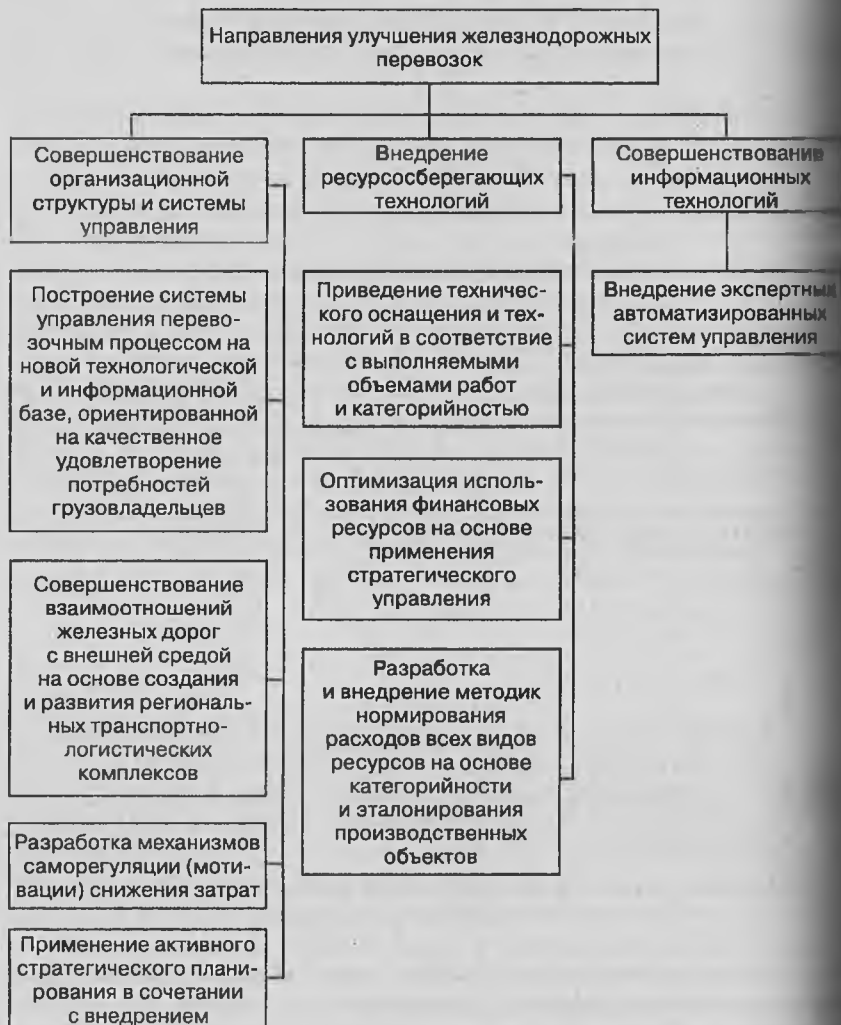 Направления улучшения железнодорожных
перевозок
Совершенствование
организационной
структуры и системы
управления
Построение системы
управления перево-
зочным процессом на
новой технологической
и информационной
базе, ориентированной
на качественное
удовлетворение
потребностей
грузовладельцев
Совершенствование
взаимоотношений
железных дорог
с внешней средой
на основе создания
и развития региональ-
ных транспортно-
логистических
комплексов
Разработка механизмов
саморегуляции (моти-
вации) снижения затрат
Применение активного
стратегического плани-
рования в сочетании
с внедрением
Внедрение
ресурсосберегающих
технологий
Приведение техничес-
кого оснащения и тех-
нологий в соответствие
с выполняемыми
объемами работ
и категорийностью
Оптимизация исполь-
зования финансовых
ресурсов на основе
применения
стратегического
управления
Разработка
и внедрение методик
нормирования
расходов всех видов
ресурсов на основе
категорийности
и эталонирования
производственных
объектов
Совершенствование
информационных
технологий
Внедрение экспертных
автоматизированных
систем управления